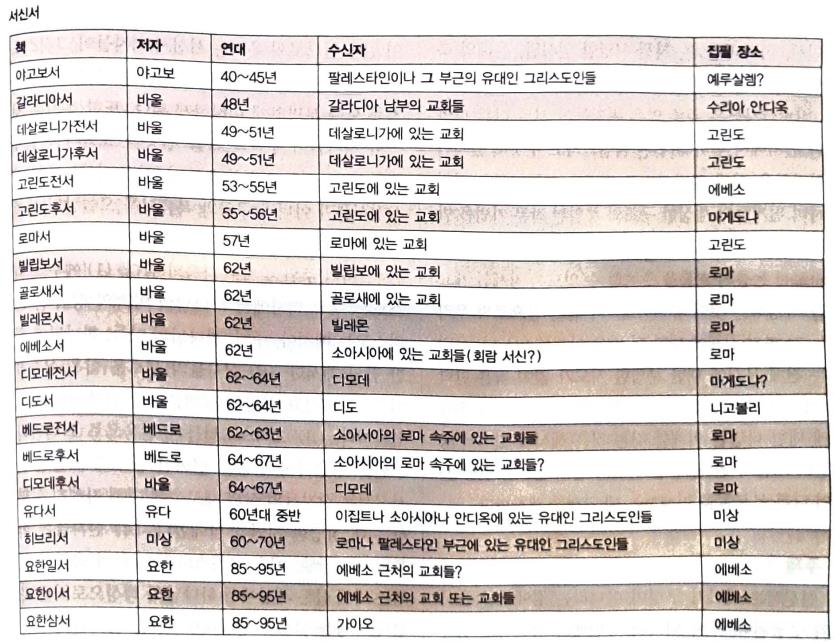 서신서
책 저자 연대 수신자 집필 장소
야고보서 야고보 40~45년 팔레스타인이나 그 부근의 유대인 그리스도인들 예루살렘?
갈라디아서 바울 48년 갈라디아 남부의 교회들 수리아 안디옥
데살로니가전서 바울 49~51년 데살로니가에 있는 교회 고린도
데살로니가후서 바울 49~51년 데살로니가에 있는 교회 고린도
고린도전서 바울 53~55년 고린도에 있는 교회 에베소
고린도후서 바울 55~56년 고린도에 있는 교회 마게도냐
로마서 바울 57년 로마에 있는 교회 고린도
빌립보서 바울 62년 빌립보에 있는 교회 로마
골로새서 바울 62년 골로새에 있는 교회 로마
빌레몬서 바울 62년 빌레몬 로마
에베소서 바울 62년 소아시아에 있는 교회들(회람 서신?) 로마
디모데전서 바울 62~64년 디모데 마게도냐?
디도서 바울 62~64년 디도 니고볼리
베드로전서 베드로 62~63년 소아시아의 로마 속주에 있는 교회들 로마
베드로후서 베드로 64~67년 소아시아의 로마 속주에 있는 교회들? 로마
디모데후서 바울 64~67년 디모데 로마
유다서 유다 60년대 중반 이집트나 소아시아나 안디옥에 있는 유대인 그리스도인들 미상
히브리서 미상 60~70년 로마나 팔레스타인 부근에 있는 유대인 그리스도인들 미상
요한일서 요한 85~95년 에베소 근처의 교회들? 에베소
요한이서 요한 85~95년 에베소 근처의 교회 또는 교회들 에베소
요한삼서 요한 85~95년 가이오 에베소